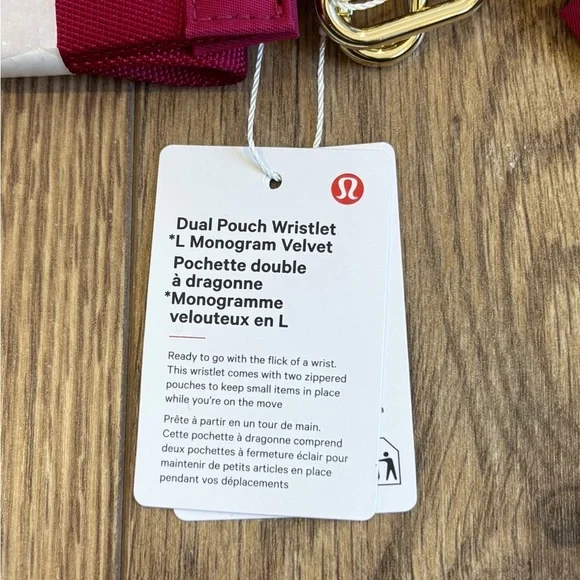 Dual Pouch Wristlet
*L Monogram Velvet
Pochette double
à dragonne
*Monogramme
velouteux en L
Ready to go with the flick of a wrist.
This wristlet comes with two zippered
pouches to keep small items in place
while you're on the move
Prête à partir en un tour de main.
Cette pochette à dragonne comprend
deux pochettes à fermeture éclair pour
maintenir de petits articles en place
pendant vos déplacements